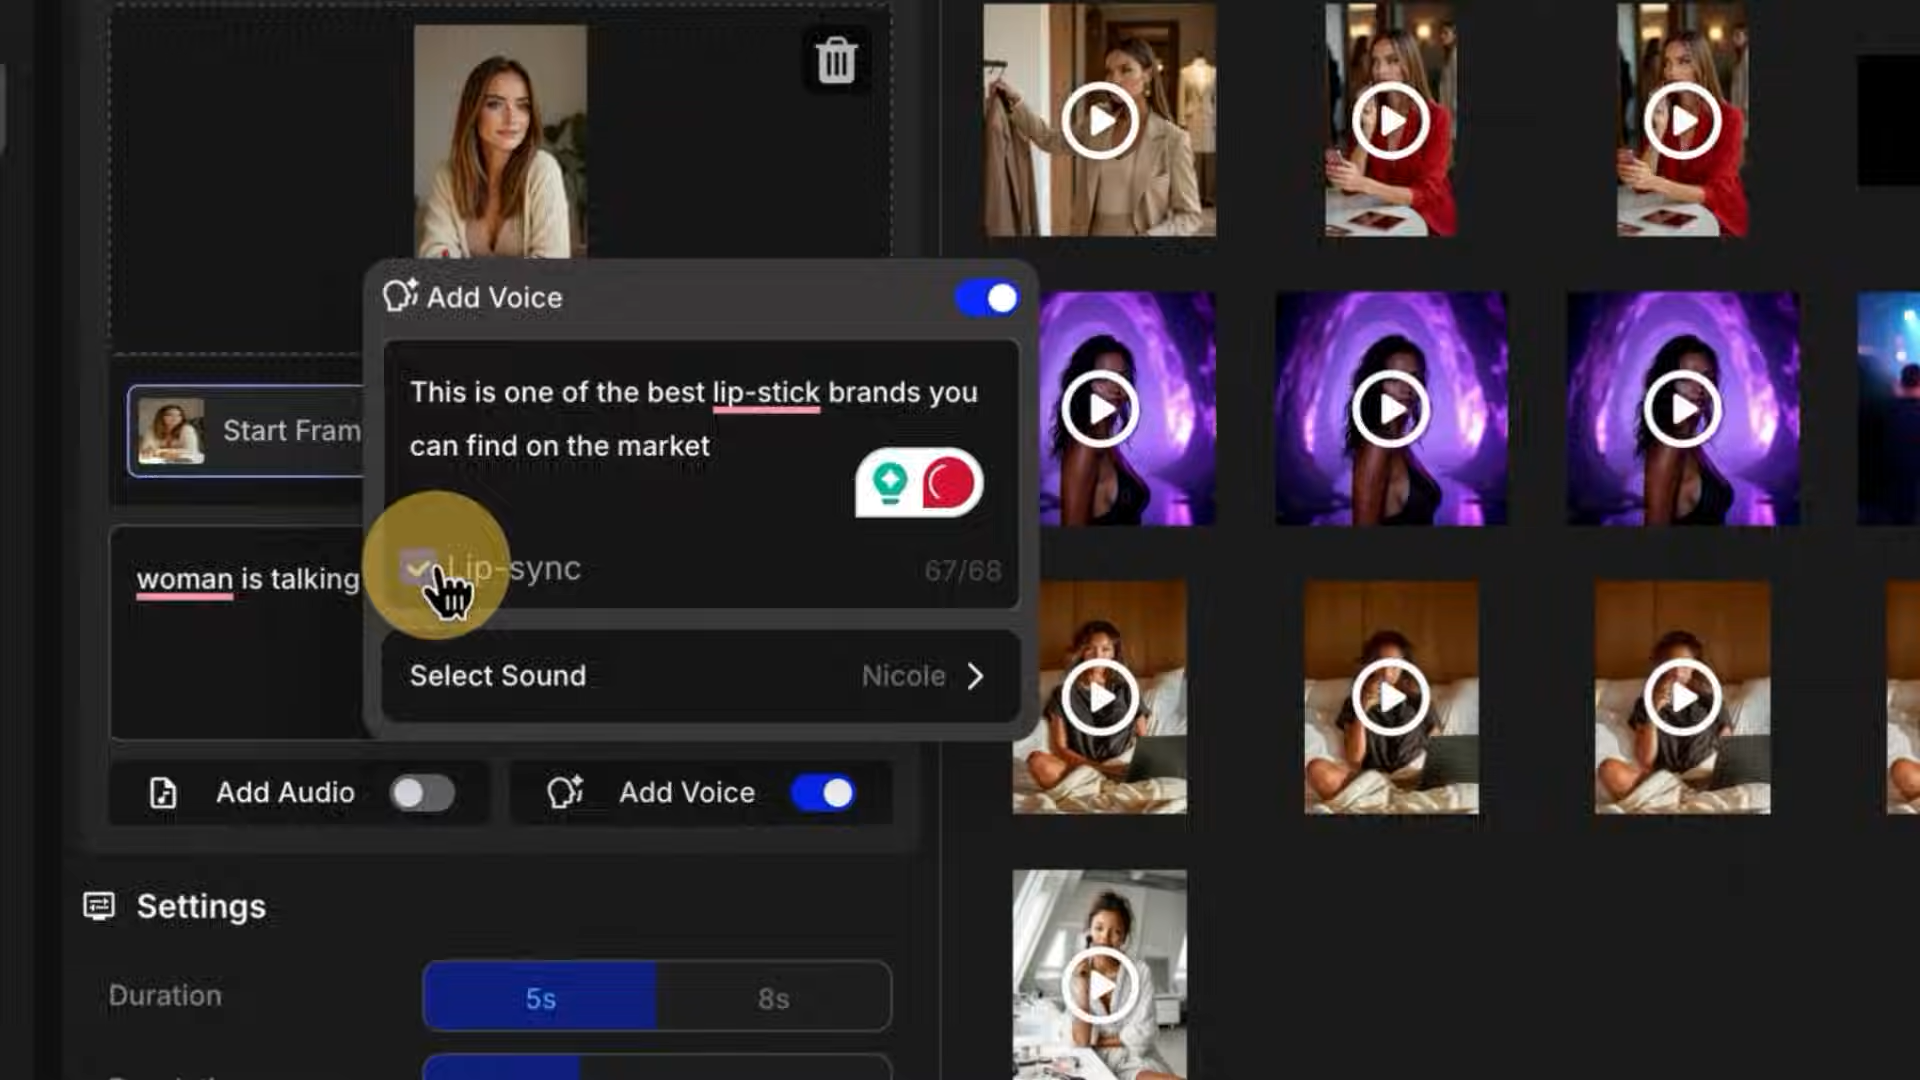 Add Voice
This is one of the best lip-stick brands you
can find on the market
Start Fram
woman is talking
Lip-sync
67/68
Select Sound
Nicole
Add Audio
Add Voice
Settings
Duration
5s
8s